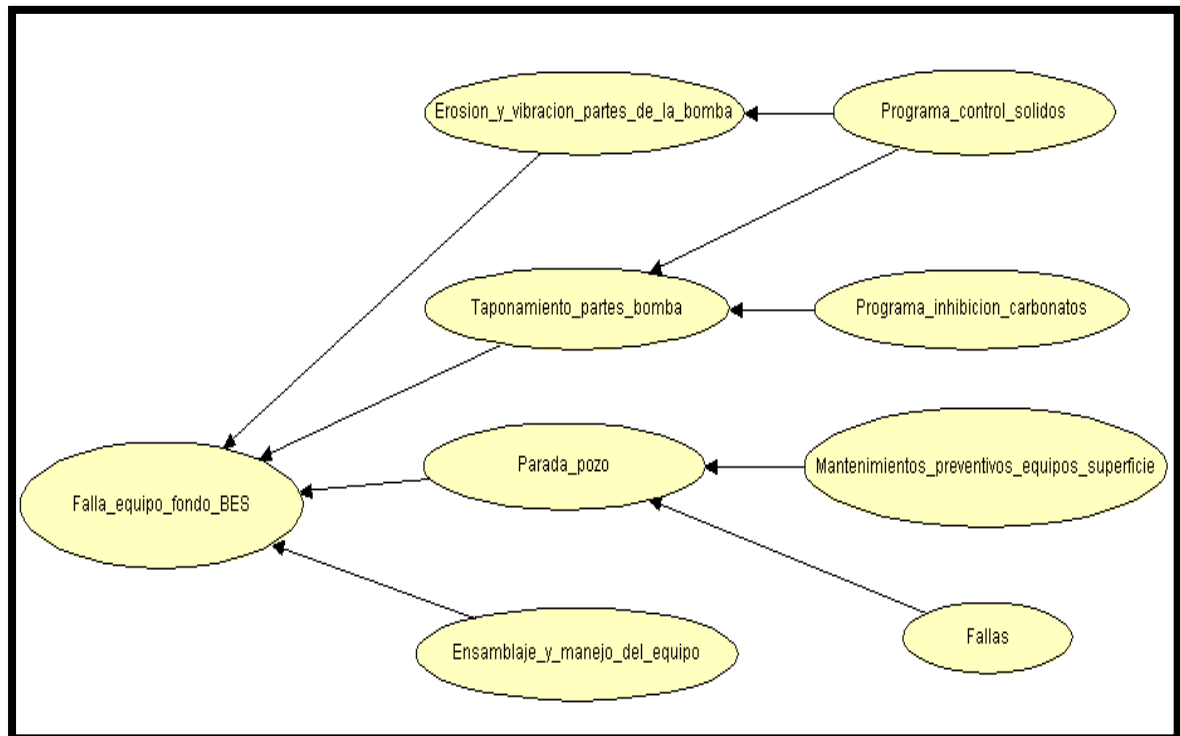 Erosion_y_vibracion_partes_de_la_bomba
Programa_control_solidos
Taponamiento_partes_bomba
Programa_inhibicion_carbonatos
Parada_pozo
Mantenimientos_preventivos_equipos_superficie
Falla_equipo_fondo_BES
Fallas
Ensamblaje_y_manejo_del_equipo